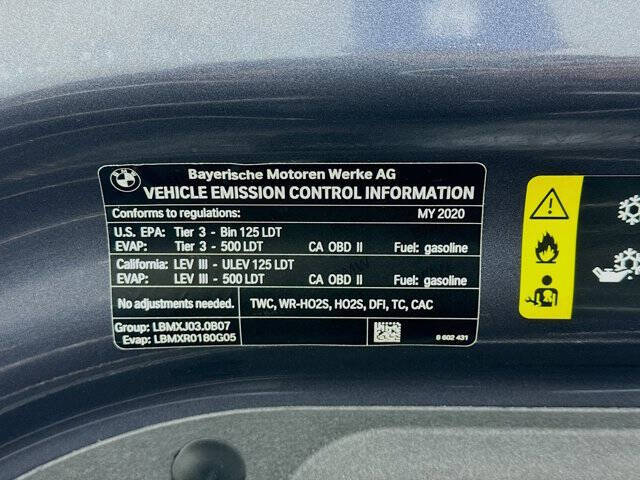 BMW
Bayerische Motoren Werke AG
VEHICLE EMISSION CONTROL INFORMATION
Conforms to regulations: MY 2020
U.S. EPA: Tier 3 - Bin 125 LDT
EVAP: Tier 3 - 500 LDT CA OBD II Fuel: gasoline
California: LEV III - ULEV 125 LDT
EVAP: LEV III - 500 LDT CA OBD II Fuel: gasoline
No adjustments needed. TWC, WR-HO2S, HO2S, DFI, TC, CAC
Group: LBMXJ03.0B07
Evap: LBMXR0180G05
8 602 431